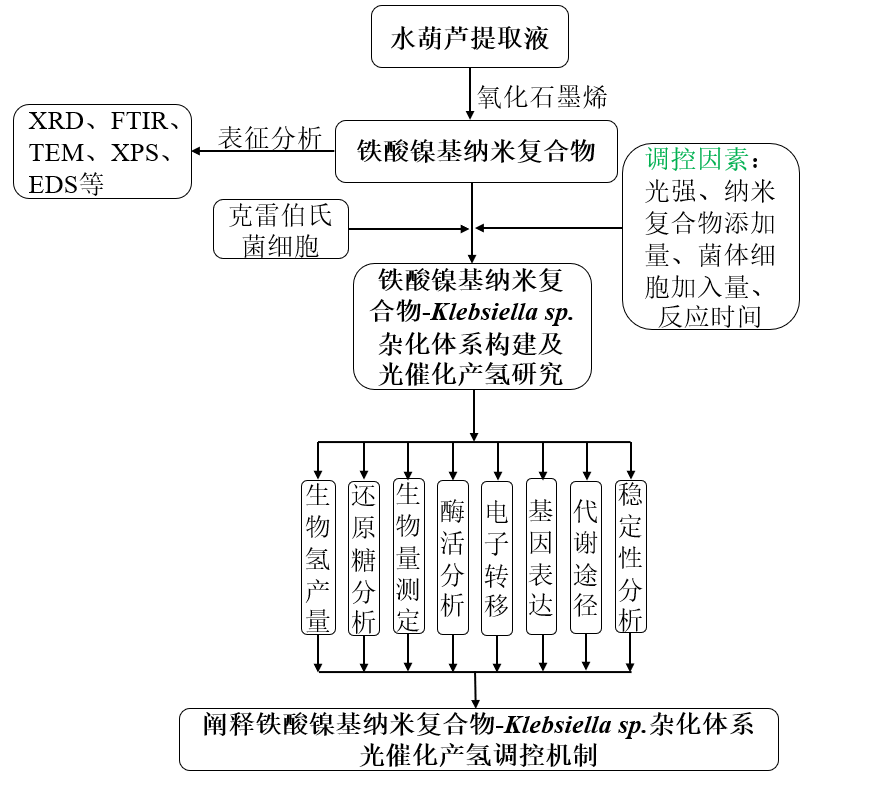 水葫芦提取液
氧化石墨烯
XRD、FTIR、
TEM、XPS、
EDS等
表征分析
铁酸镍基纳米复合物
调控因素：
光强、纳米
复合物添加
量、菌体细
胞加入量、
反应时间
克雷伯氏
菌细胞
铁酸镍基纳米复
合物-Klebsiella sp.
杂化体系构建及
光催化产氢研究
生物氢产量
还原糖分析
生物量测定
酶活分析
电子转移
基因表达
代谢途径
稳定性分析
阐释铁酸镍基纳米复合物-Klebsiella sp.杂化体系
光催化产氢调控机制